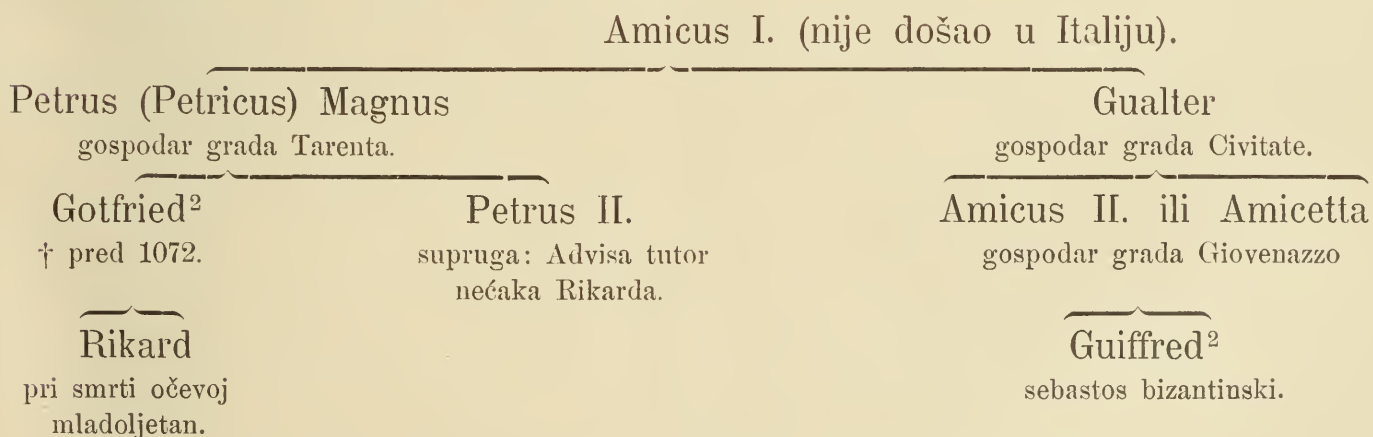 Amicus I. (nije došao u Italiju).
Petrus (Petricus) Magnus
gospodar grada Tarenta.
Gualter
gospodar grada Civitate.
Gotfried²
† pred 1072.
Petrus II.
supruga: Advisa tutor
nećaka Rikarda.
Amicus II. ili Amicetta
gospodar grada Giovenazzo
Rikard
pri smrti očevoj
mladoljetan.
Guiffred²
sebastos bizantinski.